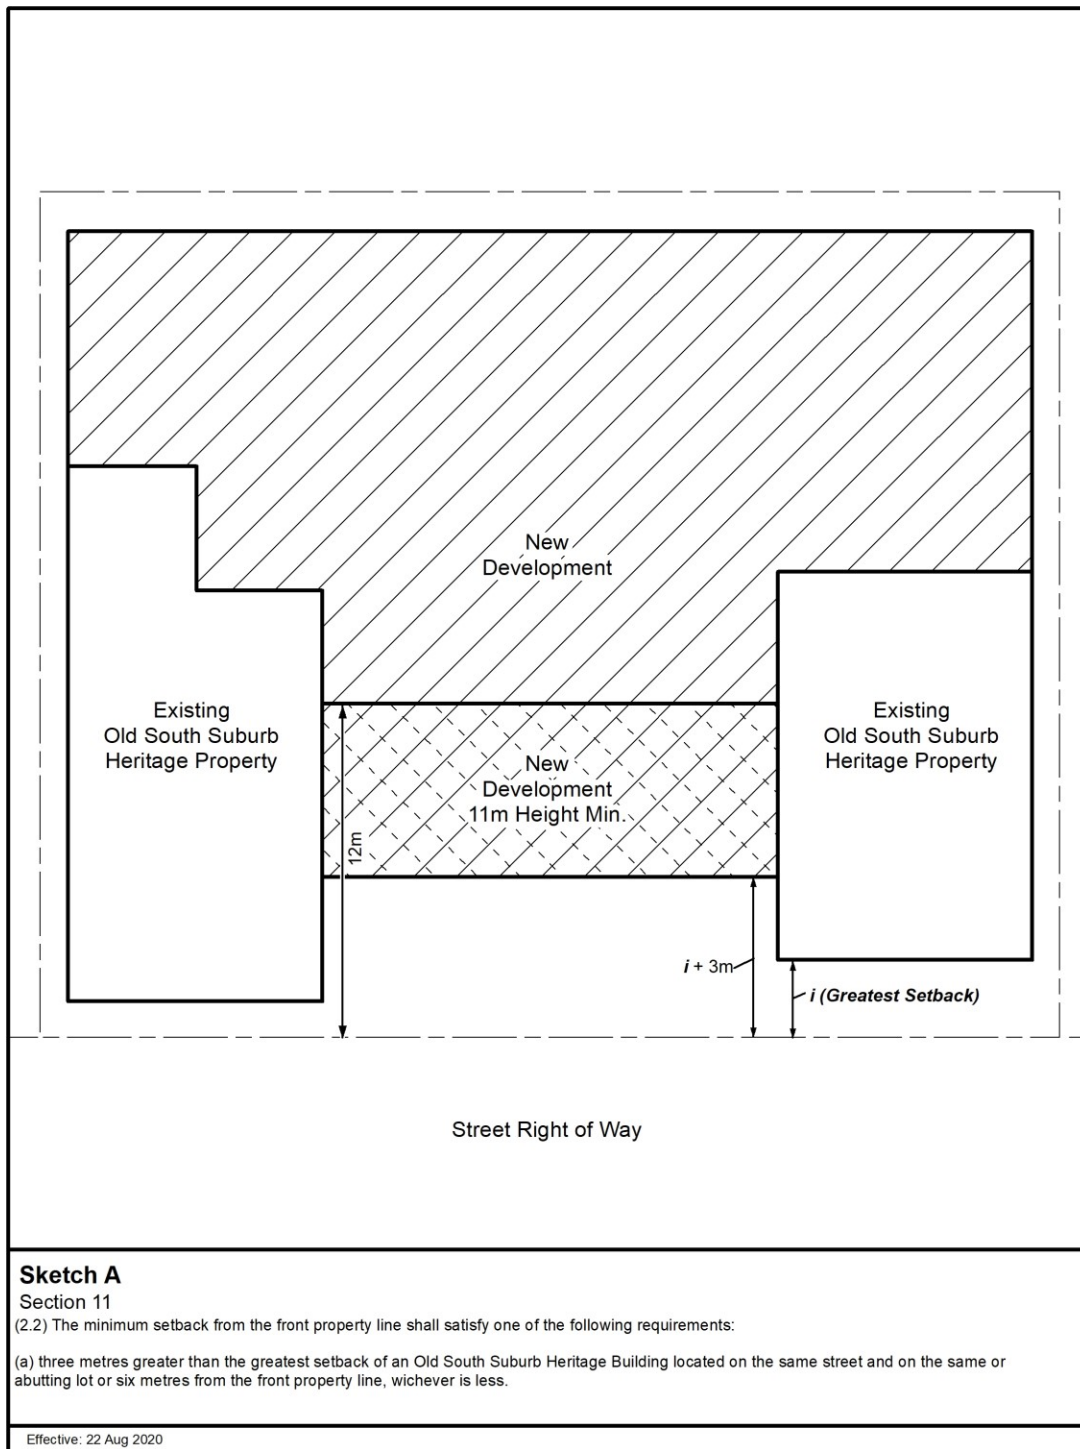 New
Development
Existing
Old South Suburb
Heritage Property
Existing
Old South Suburb
Heritage Property
New
Development
11m Height Min.
12m
i + 3m
i (Greatest Setback)
Street Right of Way
Sketch A
Section 11
(2.2) The minimum setback from the front property line shall satisfy one of the following requirements:
(a) three metres greater than the greatest setback of an Old South Suburb Heritage Building located on the same street and on the same or
abutting lot or six metres from the front property line, wichever is less.
Effective: 22 Aug 2020